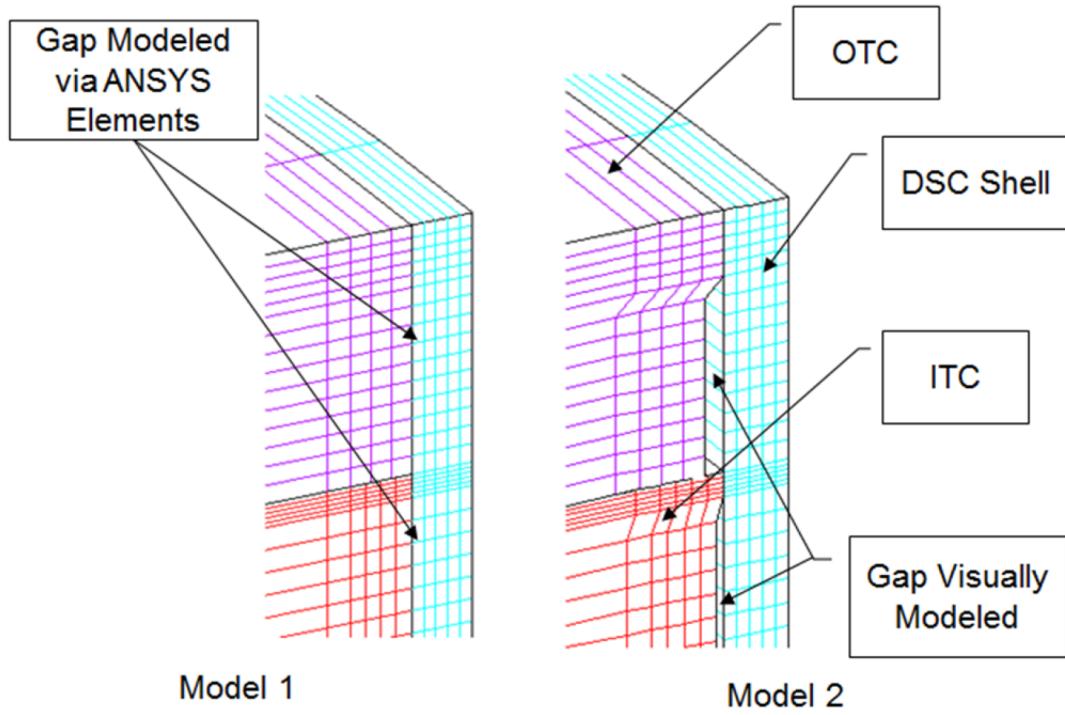 Gap Modeled
via ANSYS
Elements
OTC
DSC Shell
ITC
Gap Visually
Modeled
Model 1
Model 2